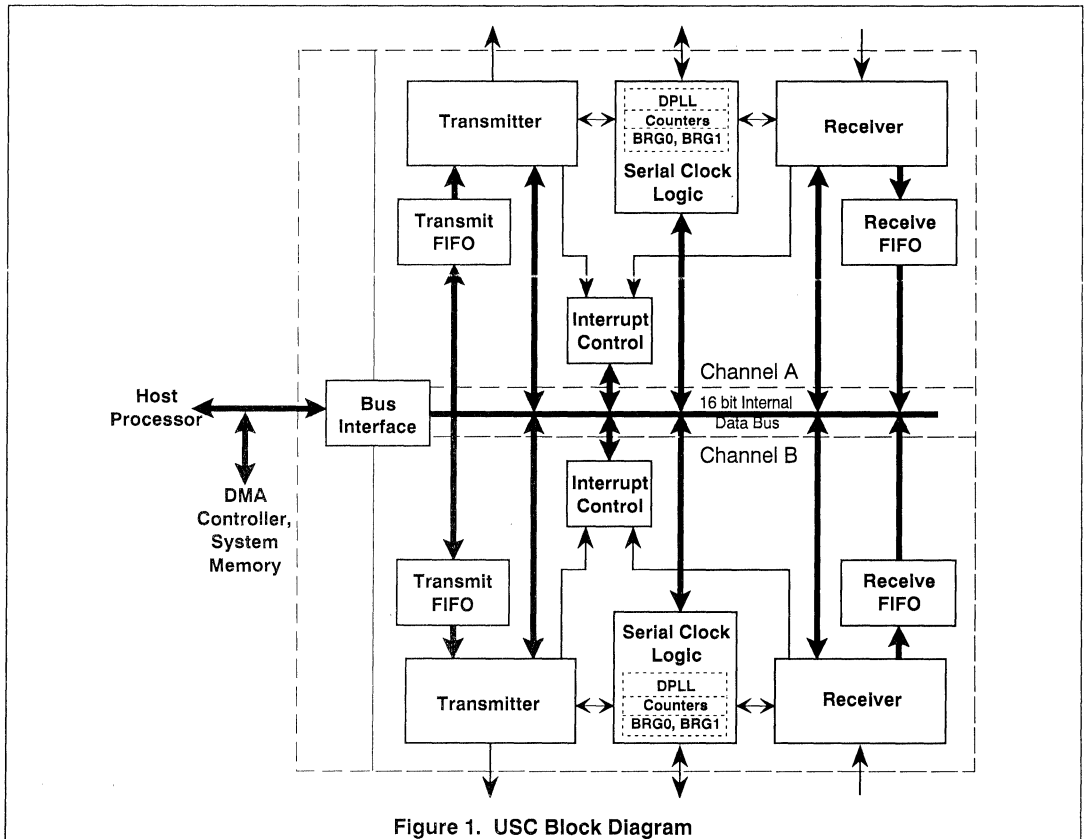 Transmitter
DPLL
Counters
BRG0, BRG1
Serial Clock
Logic
Receiver
Transmit
FIFO
Receive
FIFO
Interrupt
Control
Channel A
Host
Processor
Bus
Interface
16 bit Internal
Data Bus
Channel B
DMA
Controller,
System
Memory
Interrupt
Control
Transmit
FIFO
Receive
FIFO
Transmitter
Serial Clock
Logic
DPLL
Counters
BRG0, BRG1
Receiver
Figure 1. USC Block Diagram